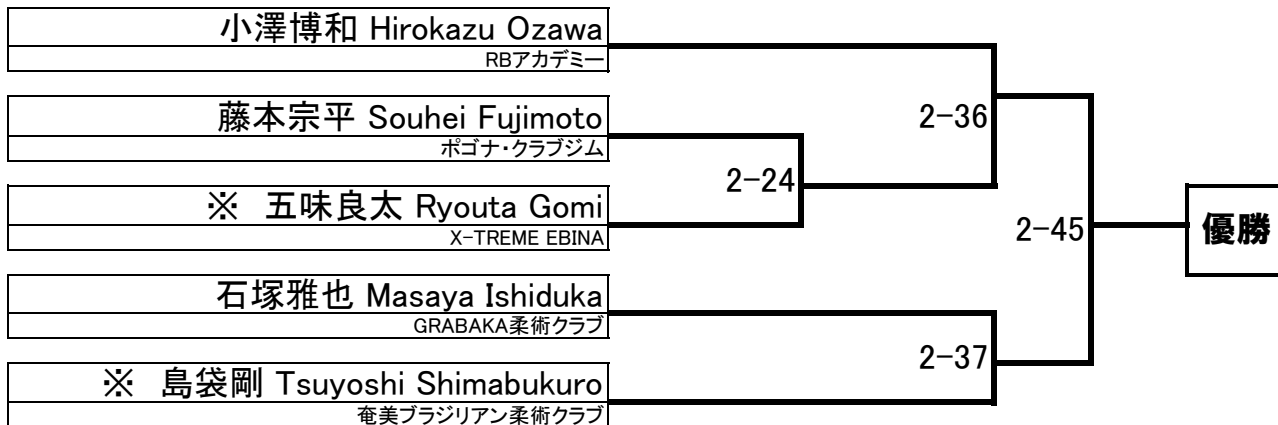 小澤博和 Hirokazu Ozawa
RBアカデミー
藤本宗平 Souhei Fujimoto
ポゴナ・クラブジム
※ 五味良太 Ryouta Gomi
X-TREME EBINA
石塚雅也 Masaya Ishiduka
GRABAKA柔術クラブ
※ 島袋剛 Tsuyoshi Shimabukuro
奄美ブラジリアン柔術クラブ
2-24
2-36
2-37
2-45
優勝